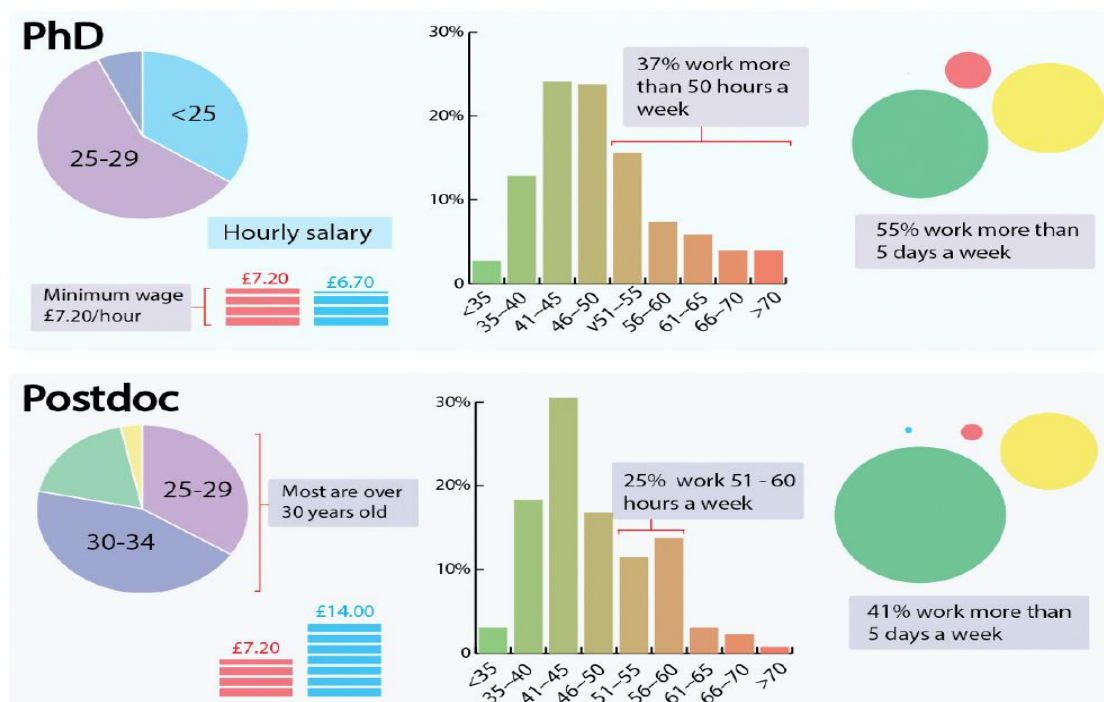 PhD
<25
25-29
Hourly salary
Minimum wage
£7.20/hour
£7.20
£6.70
30%
20%
10%
0
37% work more
than 50 hours a
week
<35
35–40
41–45
46–50
v51–55
56–60
61–65
66–70
>70
55% work more than
5 days a week
Postdoc
25-29
30-34
Most are over
30 years old
£7.20
£14.00
30%
20%
10%
0
25% work 51 - 60
hours a week
<35
35–40
41–45
46–50
51–55
56–60
61–65
66–70
>70
41% work more than
5 days a week